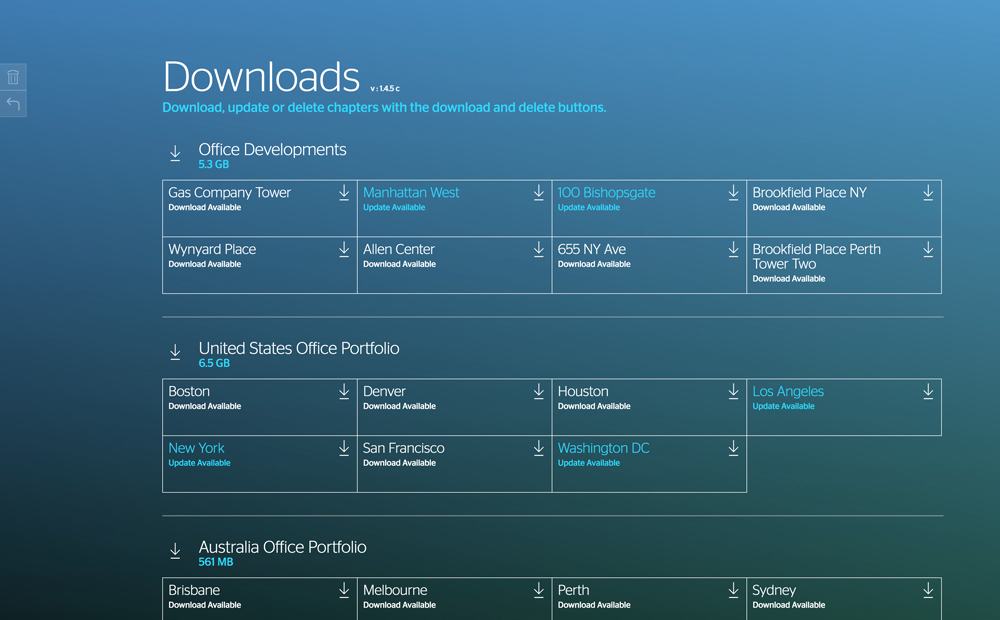 Downloads v : 1.4.5 c
Download, update or delete chapters with the download and delete buttons.
Office Developments
5.3 GB
Gas Company Tower
Download Available
Manhattan West
Update Available
100 Bishopsgate
Update Available
Brookfield Place NY
Download Available
Wynyard Place
Download Available
Allen Center
Download Available
655 NY Ave
Download Available
Brookfield Place Perth
Tower Two
Download Available
United States Office Portfolio
6.5 GB
Boston
Download Available
Denver
Download Available
Houston
Download Available
Los Angeles
Update Available
New York
Update Available
San Francisco
Download Available
Washington DC
Update Available
Australia Office Portfolio
561 MB
Brisbane
Download Available
Melbourne
Download Available
Perth
Download Available
Sydney
Download Available